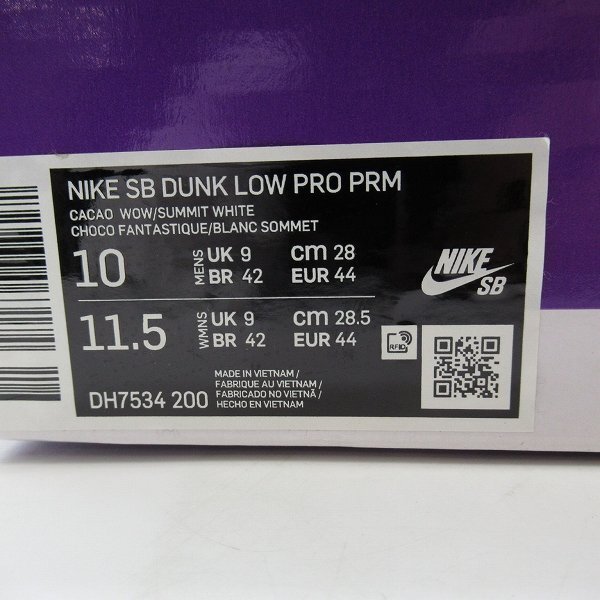 NIKE SB DUNK LOW PRO PRM
CACAO WOW/SUMMIT WHITE
CHOCO FANTASTIQUE/BLANC SOMMET
10 MENS UK 9 CM 28
BR 42 EUR 44
NIKE
SB
11.5 WMNS UK 9 CM 28.5
BR 42 EUR 44
RFID
DH7534 200
MADE IN VIETNAM/
FABRIQUE AU VIETNAM/
FABRICADO NO VIETNÃ/
HECHO EN VIETNAM